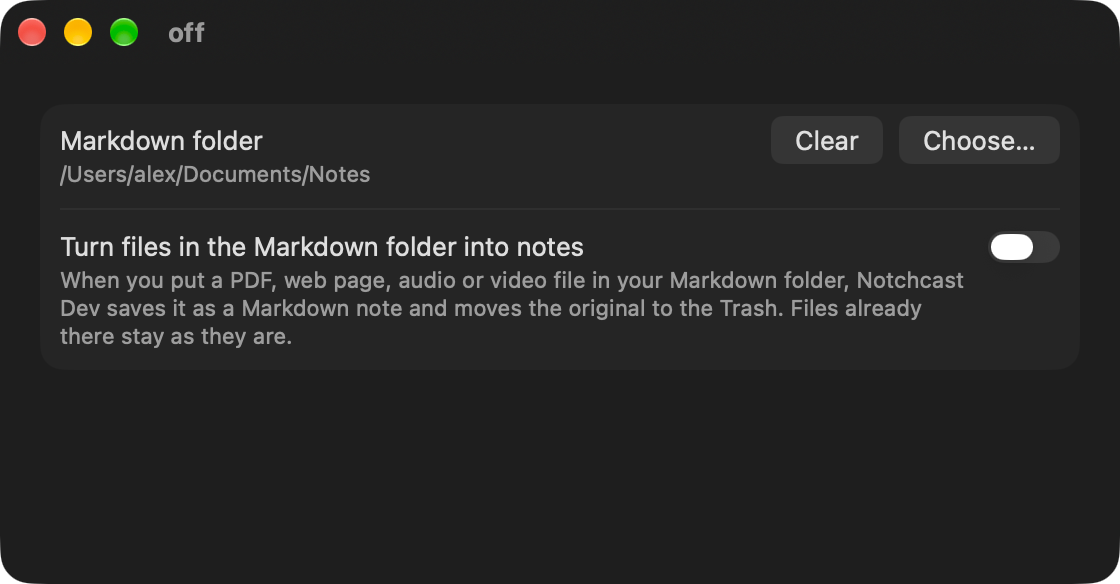 off
Markdown folder
Clear
Choose...
/Users/alex/Documents/Notes
Turn files in the Markdown folder into notes
When you put a PDF, web page, audio or video file in your Markdown folder, Notchcast
Dev saves it as a Markdown note and moves the original to the Trash. Files already
there stay as they are.